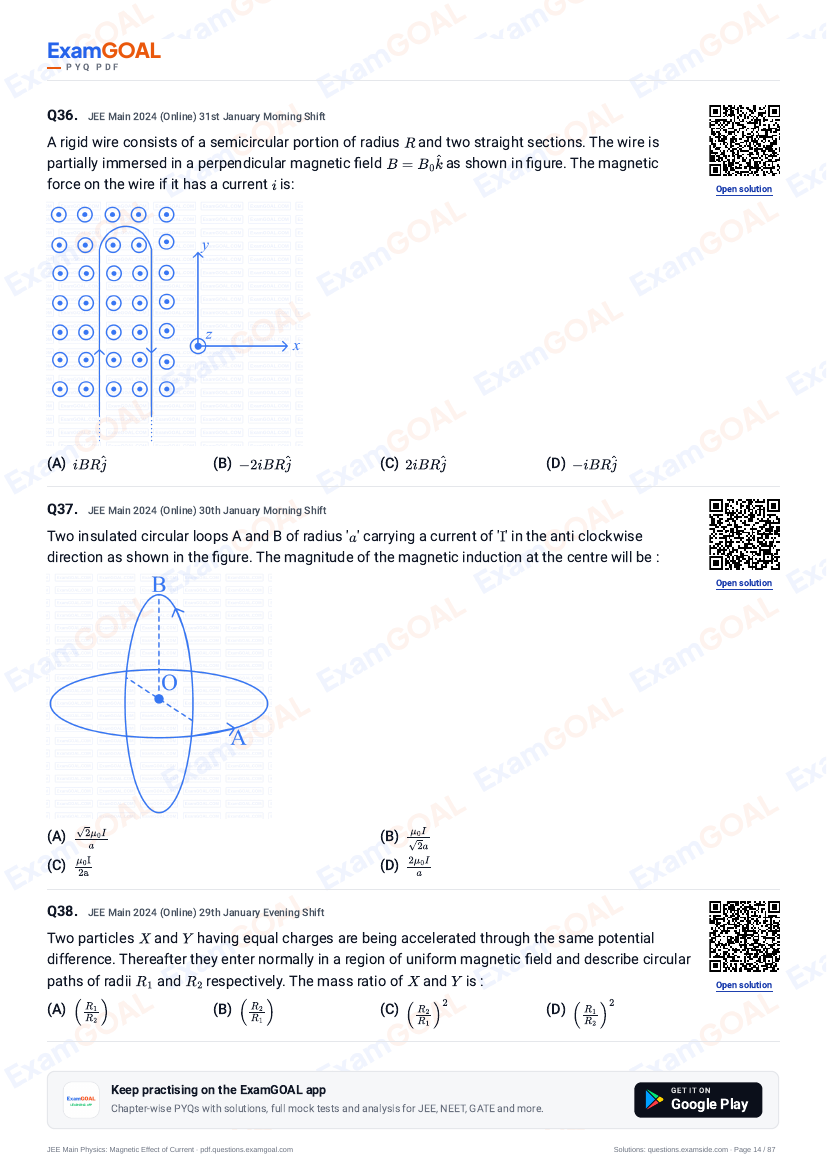 ExamGOAL
PYQ PDF
Q36. JEE Main 2024 (Online) 31st January Morning Shift
A rigid wire consists of a semicircular portion of radius R and two straight sections. The wire is
partially immersed in a perpendicular magnetic field B = B₀k̂ as shown in figure. The magnetic
force on the wire if it has a current i is:
Open solution
y
z
x
(A) iBRĵ (B) −2iBRĵ (C) 2iBRĵ (D) −iBRĵ
Q37. JEE Main 2024 (Online) 30th January Morning Shift
Two insulated circular loops A and B of radius 'a' carrying a current of 'I' in the anti clockwise
direction as shown in the figure. The magnitude of the magnetic induction at the centre will be :
Open solution
B
O
A
(A) √2μ₀I/a (B) μ₀I/√2a
(C) μ₀I/2a (D) 2μ₀I/a
Q38. JEE Main 2024 (Online) 29th January Evening Shift
Two particles X and Y having equal charges are being accelerated through the same potential
difference. Thereafter they enter normally in a region of uniform magnetic field and describe circular
paths of radii R₁ and R₂ respectively. The mass ratio of X and Y is :
Open solution
(A) (R₁/R₂) (B) (R₂/R₁) (C) (R₂/R₁)² (D) (R₁/R₂)²
ExamGOAL
Keep practising on the ExamGOAL app
Chapter-wise PYQs with solutions, full mock tests and analysis for JEE, NEET, GATE and more.
GET IT ON
Google Play
JEE Main Physics: Magnetic Effect of Current · pdf.questions.examgoal.com
Solutions: questions.examside.com · Page 14 / 87